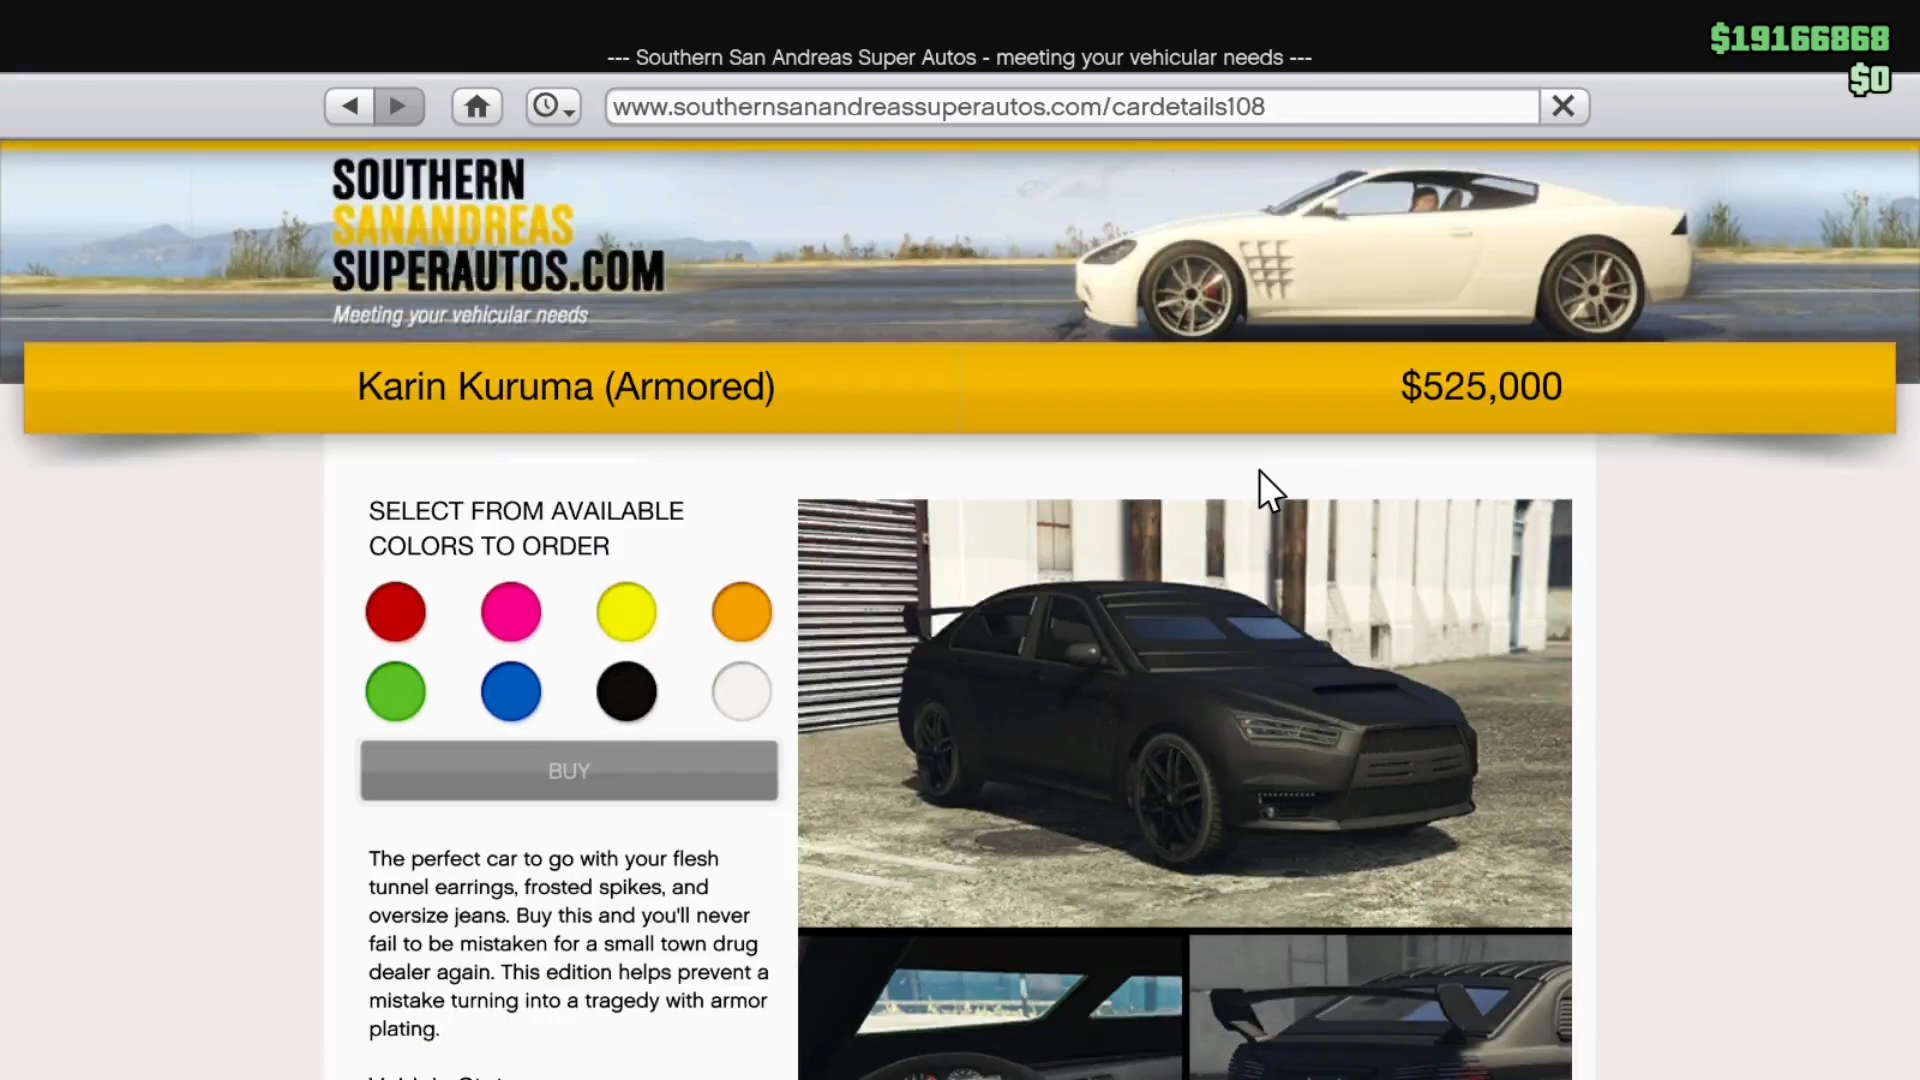 $19166868
--- Southern San Andreas Super Autos - meeting your vehicular needs ---
$0
www.southernsanandreassuperautos.com/cardetails108
SOUTHERN
SANANDREAS
SUPERAUTOS.COM
Meeting your vehicular needs
Karin Kuruma (Armored)
$525,000
SELECT FROM AVAILABLE
COLORS TO ORDER
BUY
The perfect car to go with your flesh
tunnel earrings, frosted spikes, and
oversize jeans. Buy this and you'll never
fail to be mistaken for a small town drug
dealer again. This edition helps prevent a
mistake turning into a tragedy with armor
plating.